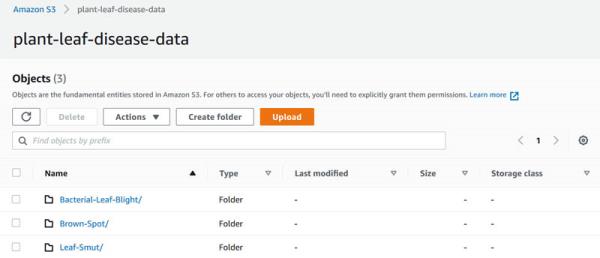 Amazon S3 > plant-leaf-disease-data
plant-leaf-disease-data
Objects (3)
Objects are the fundamental entities stored in Amazon S3. For others to access your objects, you'll need to explicitly grant them permissions. Learn more
Delete Actions ▼ Create folder Upload
Find objects by prefix < 1 >
Name ▲ Type Last modified Size Storage class
Bacterial-Leaf-Blight/ Folder - - -
Brown-Spot/ Folder - - -
Leaf-Smut/ Folder - - -